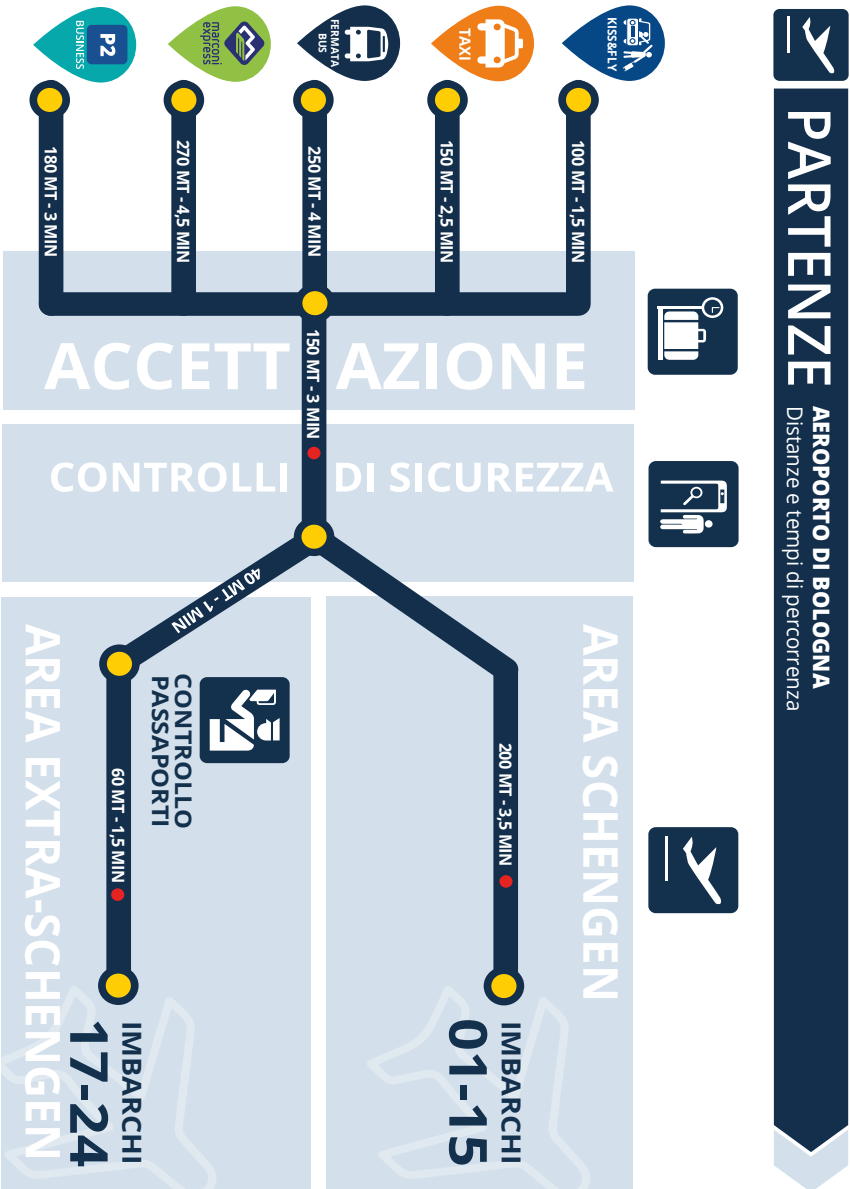 PARTENZE
AEROPORTO DI BOLOGNA
Distanze e tempi di percorrenza
KISS&FLY
100 MT - 1,5 MIN
TAXI
150 MT - 2,5 MIN
FERMATA
BUS
250 MT - 4 MIN
marconi
express
270 MT - 4,5 MIN
P2
BUSINESS
180 MT - 3 MIN
ACCETTAZIONE
150 MT - 3 MIN
CONTROLLI DI SICUREZZA
AREA SCHENGEN
200 MT - 3,5 MIN
IMBARCHI
01-15
40 MT - 1 MIN
CONTROLLO
PASSAPORTI
60 MT - 1,5 MIN
IMBARCHI
17-24
AREA EXTRA-SCHENGEN